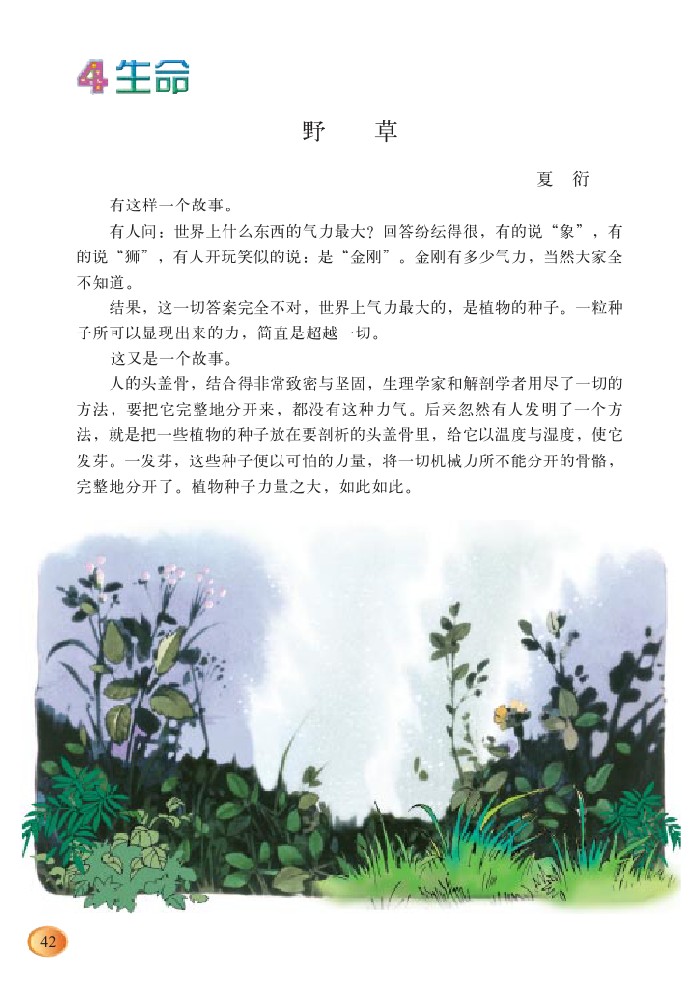 4 生命
野 草
夏 衍
有这样一个故事。
有人问：世界上什么东西的气力最大？回答纷纭得很，有的说“象”，有
的说“狮”，有人开玩笑似的说：是“金刚”。金刚有多少气力，当然大家全
不知道。
结果，这一切答案完全不对，世界上气力最大的，是植物的种子。一粒种
子所可以显现出来的力，简直是超越一切。
这又是一个故事。
人的头盖骨，结合得非常致密与坚固，生理学家和解剖学者用尽了一切的
方法，要把它完整地分开来，都没有这种力气。后来忽然有人发明了一个方
法，就是把一些植物的种子放在要剖析的头盖骨里，给它以温度与湿度，使它
发芽。一发芽，这些种子便以可怕的力量，将一切机械力所不能分开的骨骼，
完整地分开了。植物种子力量之大，如此如此。
42